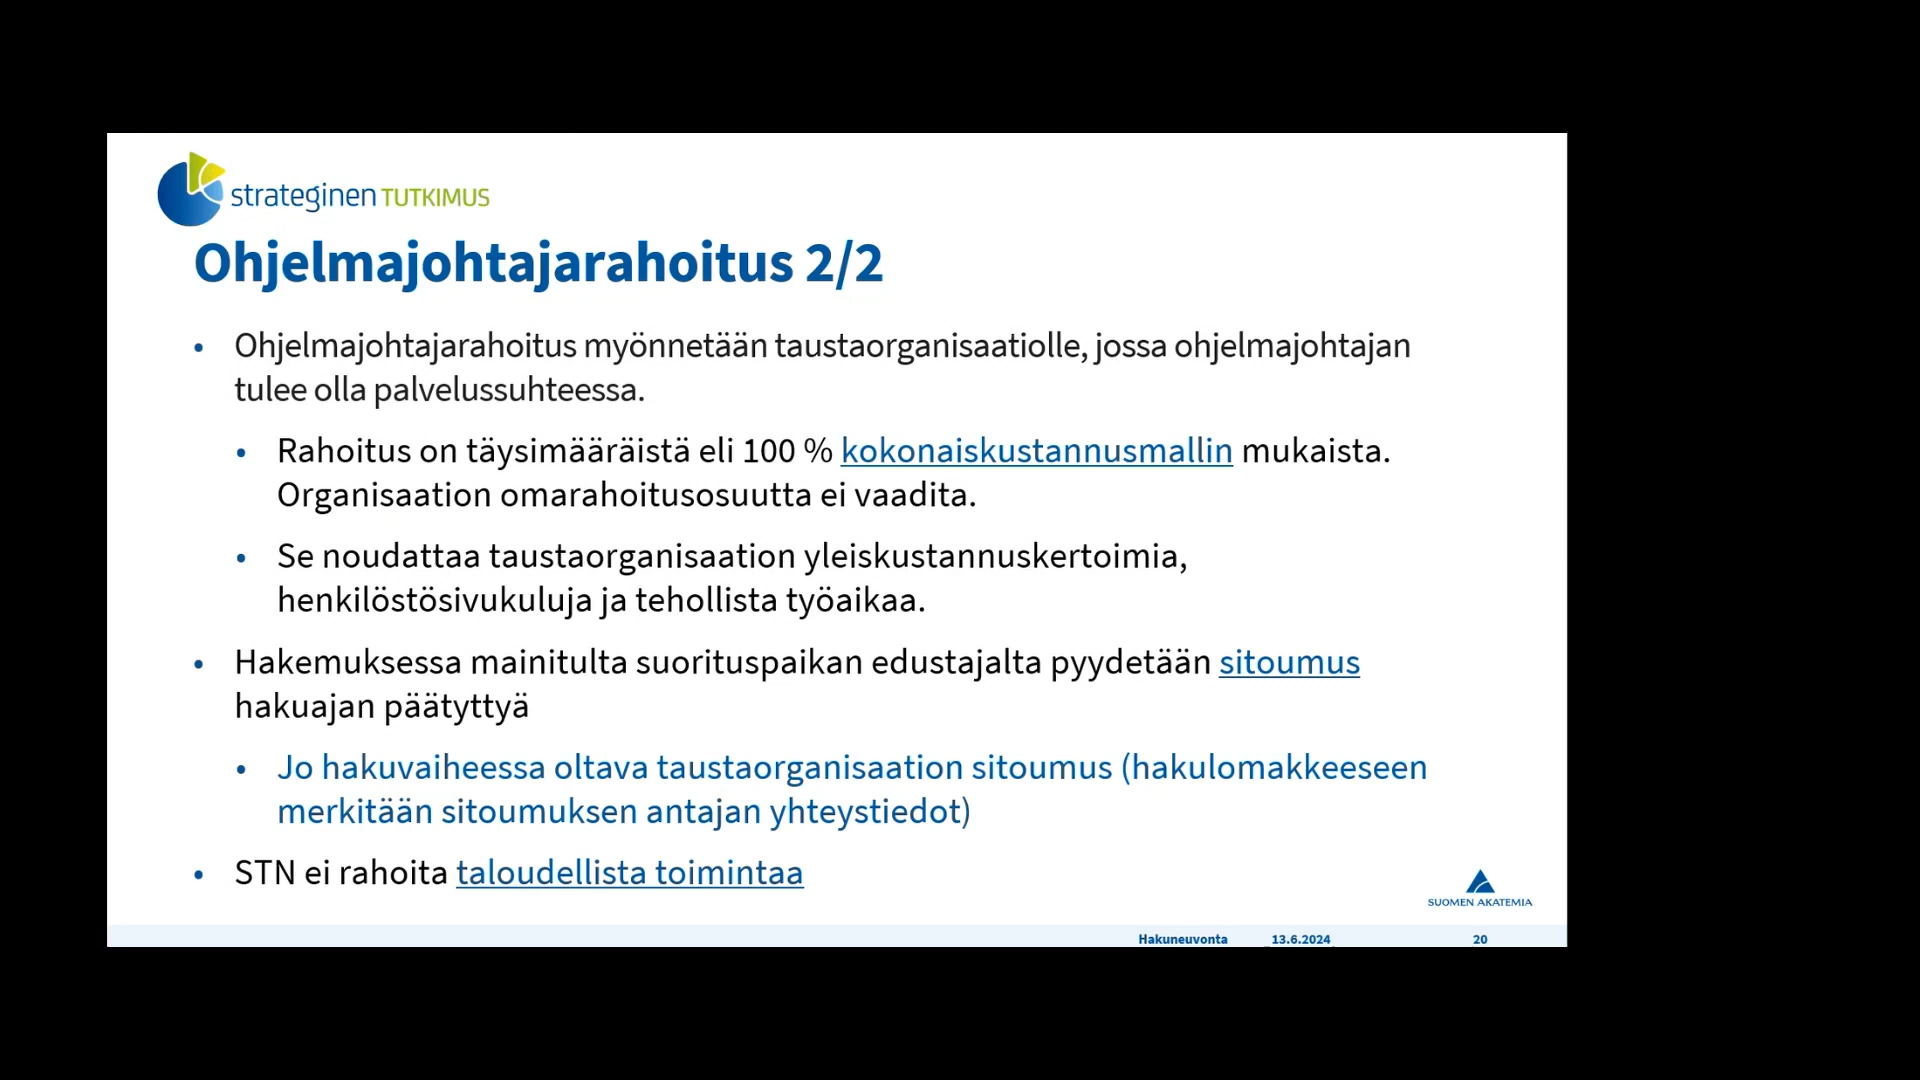 strateginen TUTKIMUS
Ohjelmajohtajarahoitus 2/2
• Ohjelmajohtajarahoitus myönnetään taustaorganisaatiolle, jossa ohjelmajohtajan
tulee olla palvelussuhteessa.
• Rahoitus on täysimääräistä eli 100 % kokonaiskustannusmallin mukaista.
Organisaation omarahoitusosuutta ei vaadita.
• Se noudattaa taustaorganisaation yleiskustannuskertoimia,
henkilöstösivukuluja ja tehollista työaikaa.
• Hakemuksessa mainitulta suorituspaikan edustajalta pyydetään sitoumus
hakuajan päätyttyä
• Jo hakuvaiheessa oltava taustaorganisaation sitoumus (hakulomakkeeseen
merkitään sitoumuksen antajan yhteystiedot)
• STN ei rahoita taloudellista toimintaa
SUOMEN AKATEMIA
Hakuneuvonta 13.6.2024 20